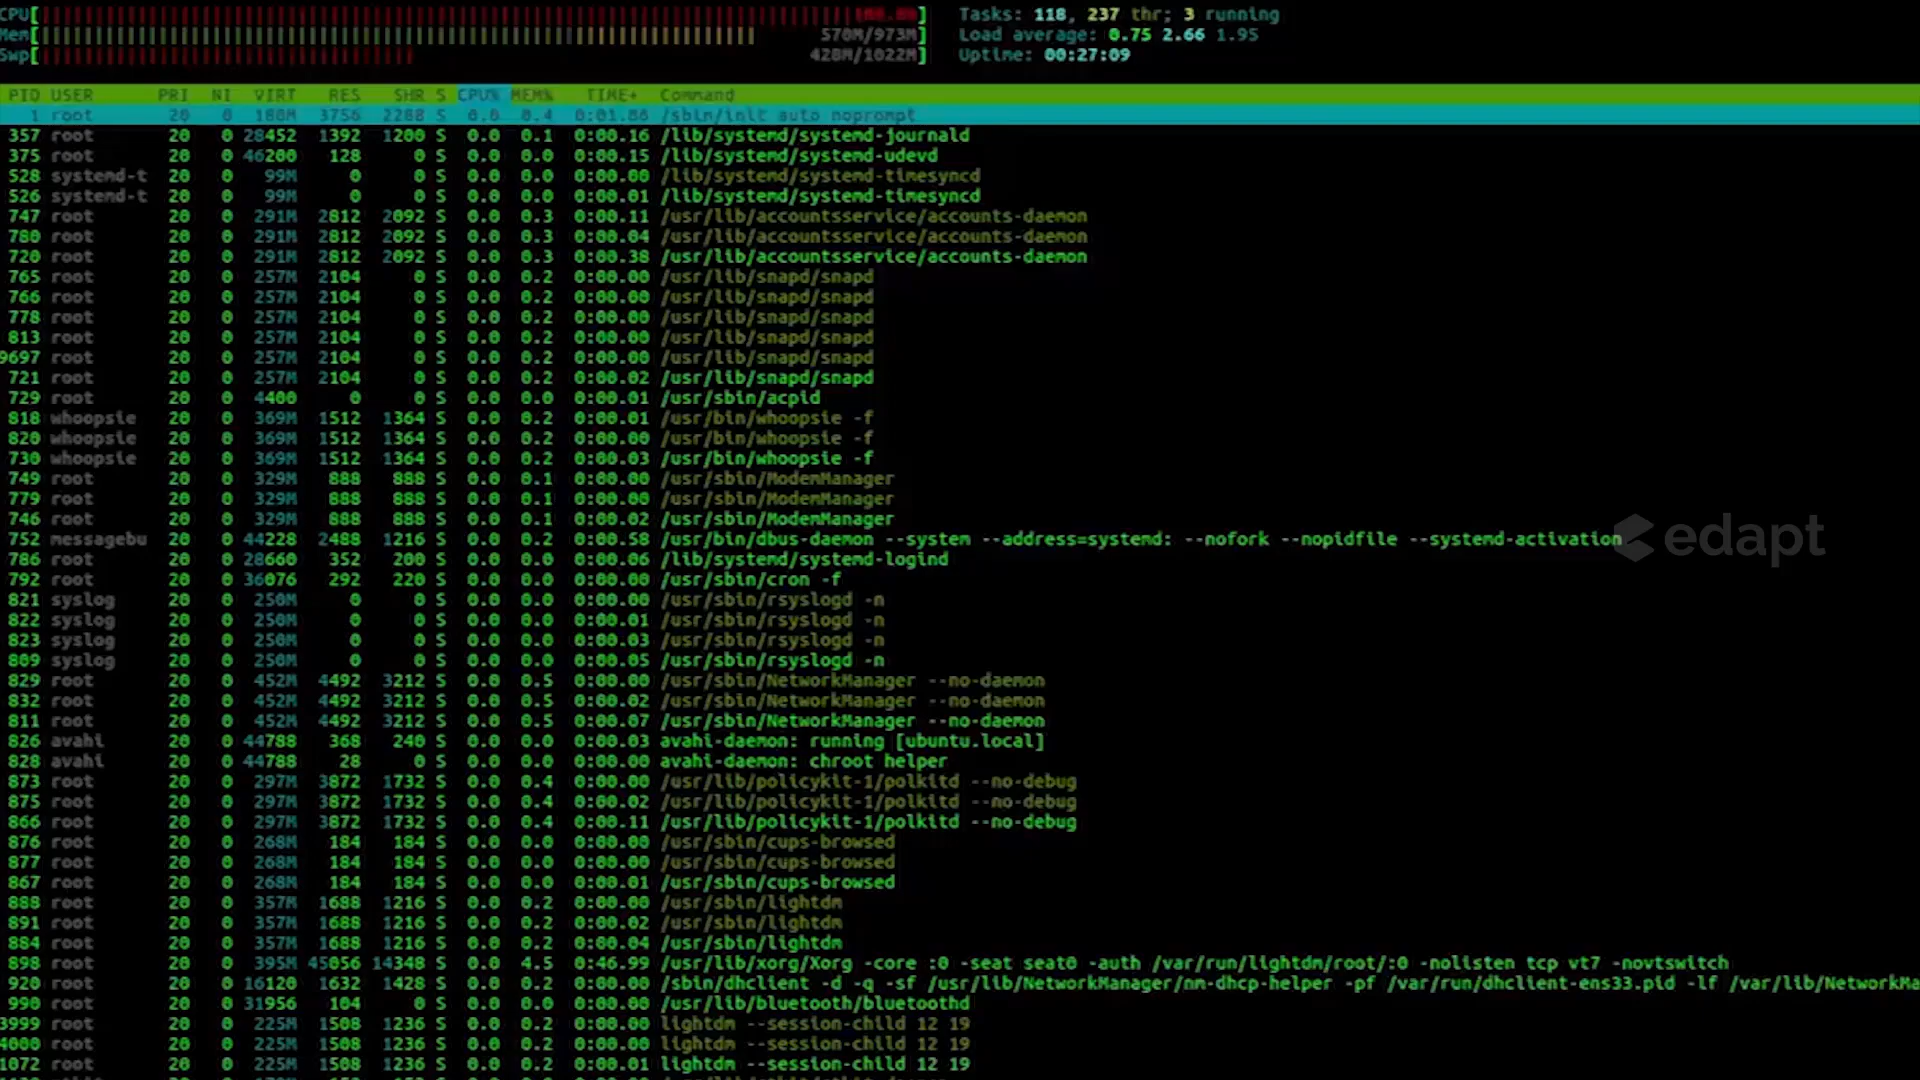 CPU[ 100.0%] Tasks: 118, 237 thr; 3 running
Mem[ 570M/973M] Load average: 0.75 2.66 1.95
Swp[ 428M/1022M] Uptime: 00:27:09
PID USER PRI NI VIRT RES SHR S CPU% MEM% TIME+ Command
1 root 20 0 180M 3756 2288 S 0.0 0.4 0:01.86 /sbin/init auto noprompt
357 root 20 0 28452 1392 1200 S 0.0 0.1 0:00.16 /lib/systemd/systemd-journald
375 root 20 0 46200 128 0 S 0.0 0.0 0:00.15 /lib/systemd/systemd-udevd
528 systemd-t 20 0 99M 0 0 S 0.0 0.0 0:00.00 /lib/systemd/systemd-timesyncd
526 systemd-t 20 0 99M 0 0 S 0.0 0.0 0:00.01 /lib/systemd/systemd-timesyncd
747 root 20 0 291M 2812 2092 S 0.0 0.3 0:00.11 /usr/lib/accountsservice/accounts-daemon
780 root 20 0 291M 2812 2092 S 0.0 0.3 0:00.04 /usr/lib/accountsservice/accounts-daemon
720 root 20 0 291M 2812 2092 S 0.0 0.3 0:00.38 /usr/lib/accountsservice/accounts-daemon
765 root 20 0 257M 2104 0 S 0.0 0.2 0:00.00 /usr/lib/snapd/snapd
766 root 20 0 257M 2104 0 S 0.0 0.2 0:00.00 /usr/lib/snapd/snapd
778 root 20 0 257M 2104 0 S 0.0 0.2 0:00.00 /usr/lib/snapd/snapd
813 root 20 0 257M 2104 0 S 0.0 0.2 0:00.00 /usr/lib/snapd/snapd
9697 root 20 0 257M 2104 0 S 0.0 0.2 0:00.00 /usr/lib/snapd/snapd
721 root 20 0 257M 2104 0 S 0.0 0.2 0:00.02 /usr/lib/snapd/snapd
729 root 20 0 4400 0 0 S 0.0 0.0 0:00.01 /usr/sbin/acpid
818 whoopsie 20 0 369M 1512 1364 S 0.0 0.2 0:00.01 /usr/bin/whoopsie -f
820 whoopsie 20 0 369M 1512 1364 S 0.0 0.2 0:00.00 /usr/bin/whoopsie -f
730 whoopsie 20 0 369M 1512 1364 S 0.0 0.2 0:00.03 /usr/bin/whoopsie -f
749 root 20 0 329M 888 888 S 0.0 0.1 0:00.00 /usr/sbin/ModemManager
779 root 20 0 329M 888 888 S 0.0 0.1 0:00.00 /usr/sbin/ModemManager
746 root 20 0 329M 888 888 S 0.0 0.1 0:00.02 /usr/sbin/ModemManager
752 messagebu 20 0 44228 2488 1216 S 0.0 0.2 0:00.58 /usr/bin/dbus-daemon --system --address=systemd: --nofork --nopidfile --systemd-activation
edapt
786 root 20 0 28660 352 200 S 0.0 0.0 0:00.06 /lib/systemd/systemd-logind
792 root 20 0 36076 292 220 S 0.0 0.0 0:00.00 /usr/sbin/cron -f
821 syslog 20 0 250M 0 0 S 0.0 0.0 0:00.00 /usr/sbin/rsyslogd -n
822 syslog 20 0 250M 0 0 S 0.0 0.0 0:00.01 /usr/sbin/rsyslogd -n
823 syslog 20 0 250M 0 0 S 0.0 0.0 0:00.03 /usr/sbin/rsyslogd -n
809 syslog 20 0 250M 0 0 S 0.0 0.0 0:00.05 /usr/sbin/rsyslogd -n
829 root 20 0 452M 4492 3212 S 0.0 0.5 0:00.00 /usr/sbin/NetworkManager --no-daemon
832 root 20 0 452M 4492 3212 S 0.0 0.5 0:00.02 /usr/sbin/NetworkManager --no-daemon
811 root 20 0 452M 4492 3212 S 0.0 0.5 0:00.07 /usr/sbin/NetworkManager --no-daemon
826 avahi 20 0 44788 368 240 S 0.0 0.0 0:00.03 avahi-daemon: running [ubuntu.local]
828 avahi 20 0 44788 28 0 S 0.0 0.0 0:00.00 avahi-daemon: chroot helper
873 root 20 0 297M 3872 1732 S 0.0 0.4 0:00.00 /usr/lib/policykit-1/polkitd --no-debug
875 root 20 0 297M 3872 1732 S 0.0 0.4 0:00.02 /usr/lib/policykit-1/polkitd --no-debug
866 root 20 0 297M 3872 1732 S 0.0 0.4 0:00.11 /usr/lib/policykit-1/polkitd --no-debug
876 root 20 0 268M 184 184 S 0.0 0.0 0:00.00 /usr/sbin/cups-browsed
877 root 20 0 268M 184 184 S 0.0 0.0 0:00.00 /usr/sbin/cups-browsed
867 root 20 0 268M 184 184 S 0.0 0.0 0:00.01 /usr/sbin/cups-browsed
888 root 20 0 357M 1688 1216 S 0.0 0.2 0:00.00 /usr/sbin/lightdm
891 root 20 0 357M 1688 1216 S 0.0 0.2 0:00.02 /usr/sbin/lightdm
884 root 20 0 357M 1688 1216 S 0.0 0.2 0:00.04 /usr/sbin/lightdm
898 root 20 0 395M 45056 14348 S 0.0 4.5 0:46.99 /usr/lib/xorg/Xorg -core :0 -seat seat0 -auth /var/run/lightdm/root/:0 -nolisten tcp vt7 -novtswitch
920 root 20 0 16120 1632 1428 S 0.0 0.2 0:00.00 /sbin/dhclient -d -q -sf /usr/lib/NetworkManager/nm-dhcp-helper -pf /var/run/dhclient-ens33.pid -lf /var/lib/NetworkMa
990 root 20 0 31956 104 0 S 0.0 0.0 0:00.00 /usr/lib/bluetooth/bluetoothd
3999 root 20 0 225M 1508 1236 S 0.0 0.2 0:00.00 lightdm --session-child 12 19
4000 root 20 0 225M 1508 1236 S 0.0 0.2 0:00.00 lightdm --session-child 12 19
1072 root 20 0 225M 1508 1236 S 0.0 0.2 0:00.01 lightdm --session-child 12 19